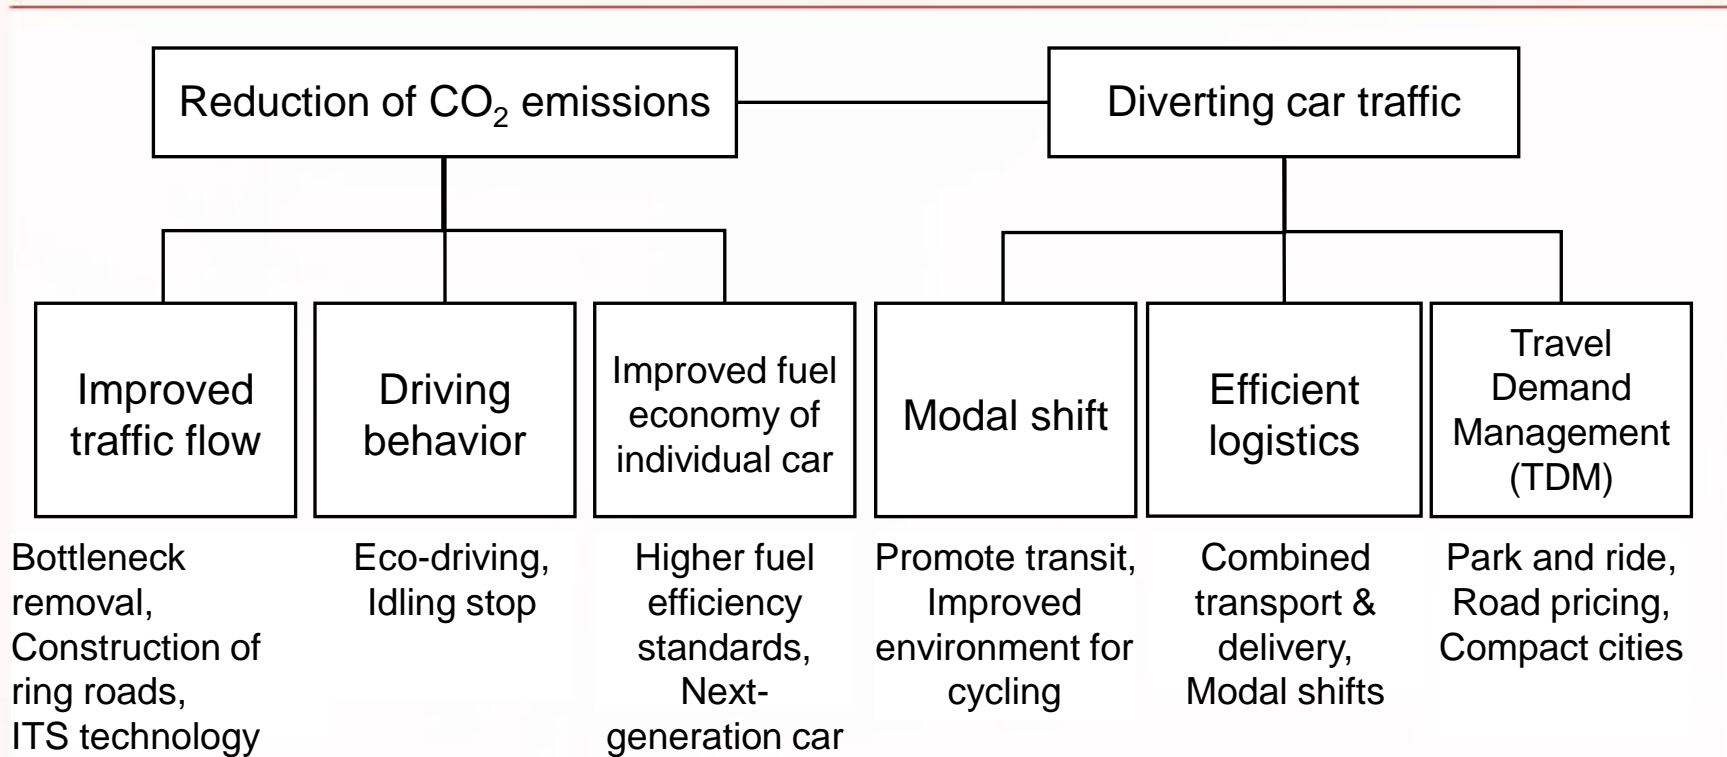 Reduction of CO₂ emissions
Diverting car traffic
Improved
traffic flow
Driving
behavior
Improved fuel
economy of
individual car
Modal shift
Efficient
logistics
Travel
Demand
Management
(TDM)
Bottleneck
removal,
Construction of
ring roads,
ITS technology
Eco-driving,
Idling stop
Higher fuel
efficiency
standards,
Next-
generation car
Promote transit,
Improved
environment for
cycling
Combined
transport &
delivery,
Modal shifts
Park and ride,
Road pricing,
Compact cities